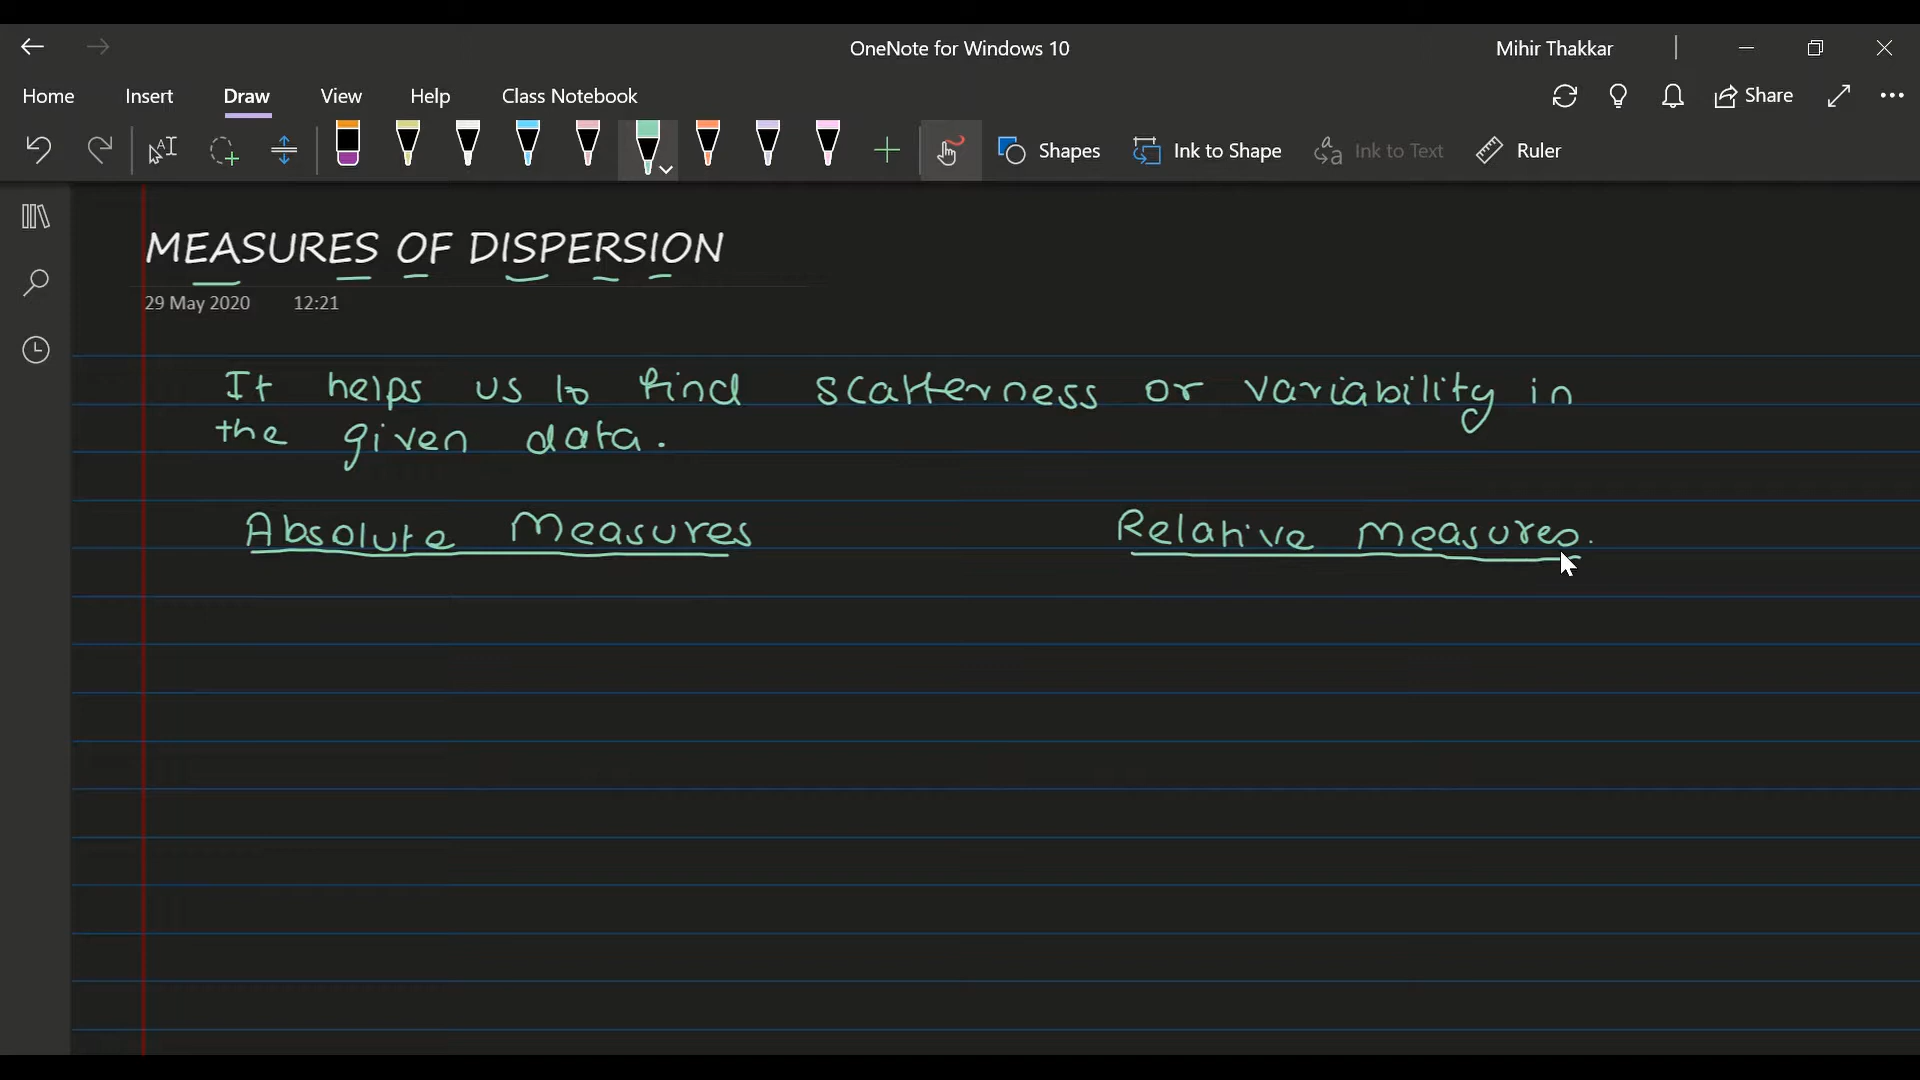 OneNote for Windows 10
Mihir Thakkar
Home Insert Draw View Help Class Notebook Share
Shapes Ink to Shape Ink to Text Ruler
MEASURES OF DISPERSION
29 May 2020 12:21
It helps us to find scatterness or variability in
the given data.
Absolute Measures Relative Measures.